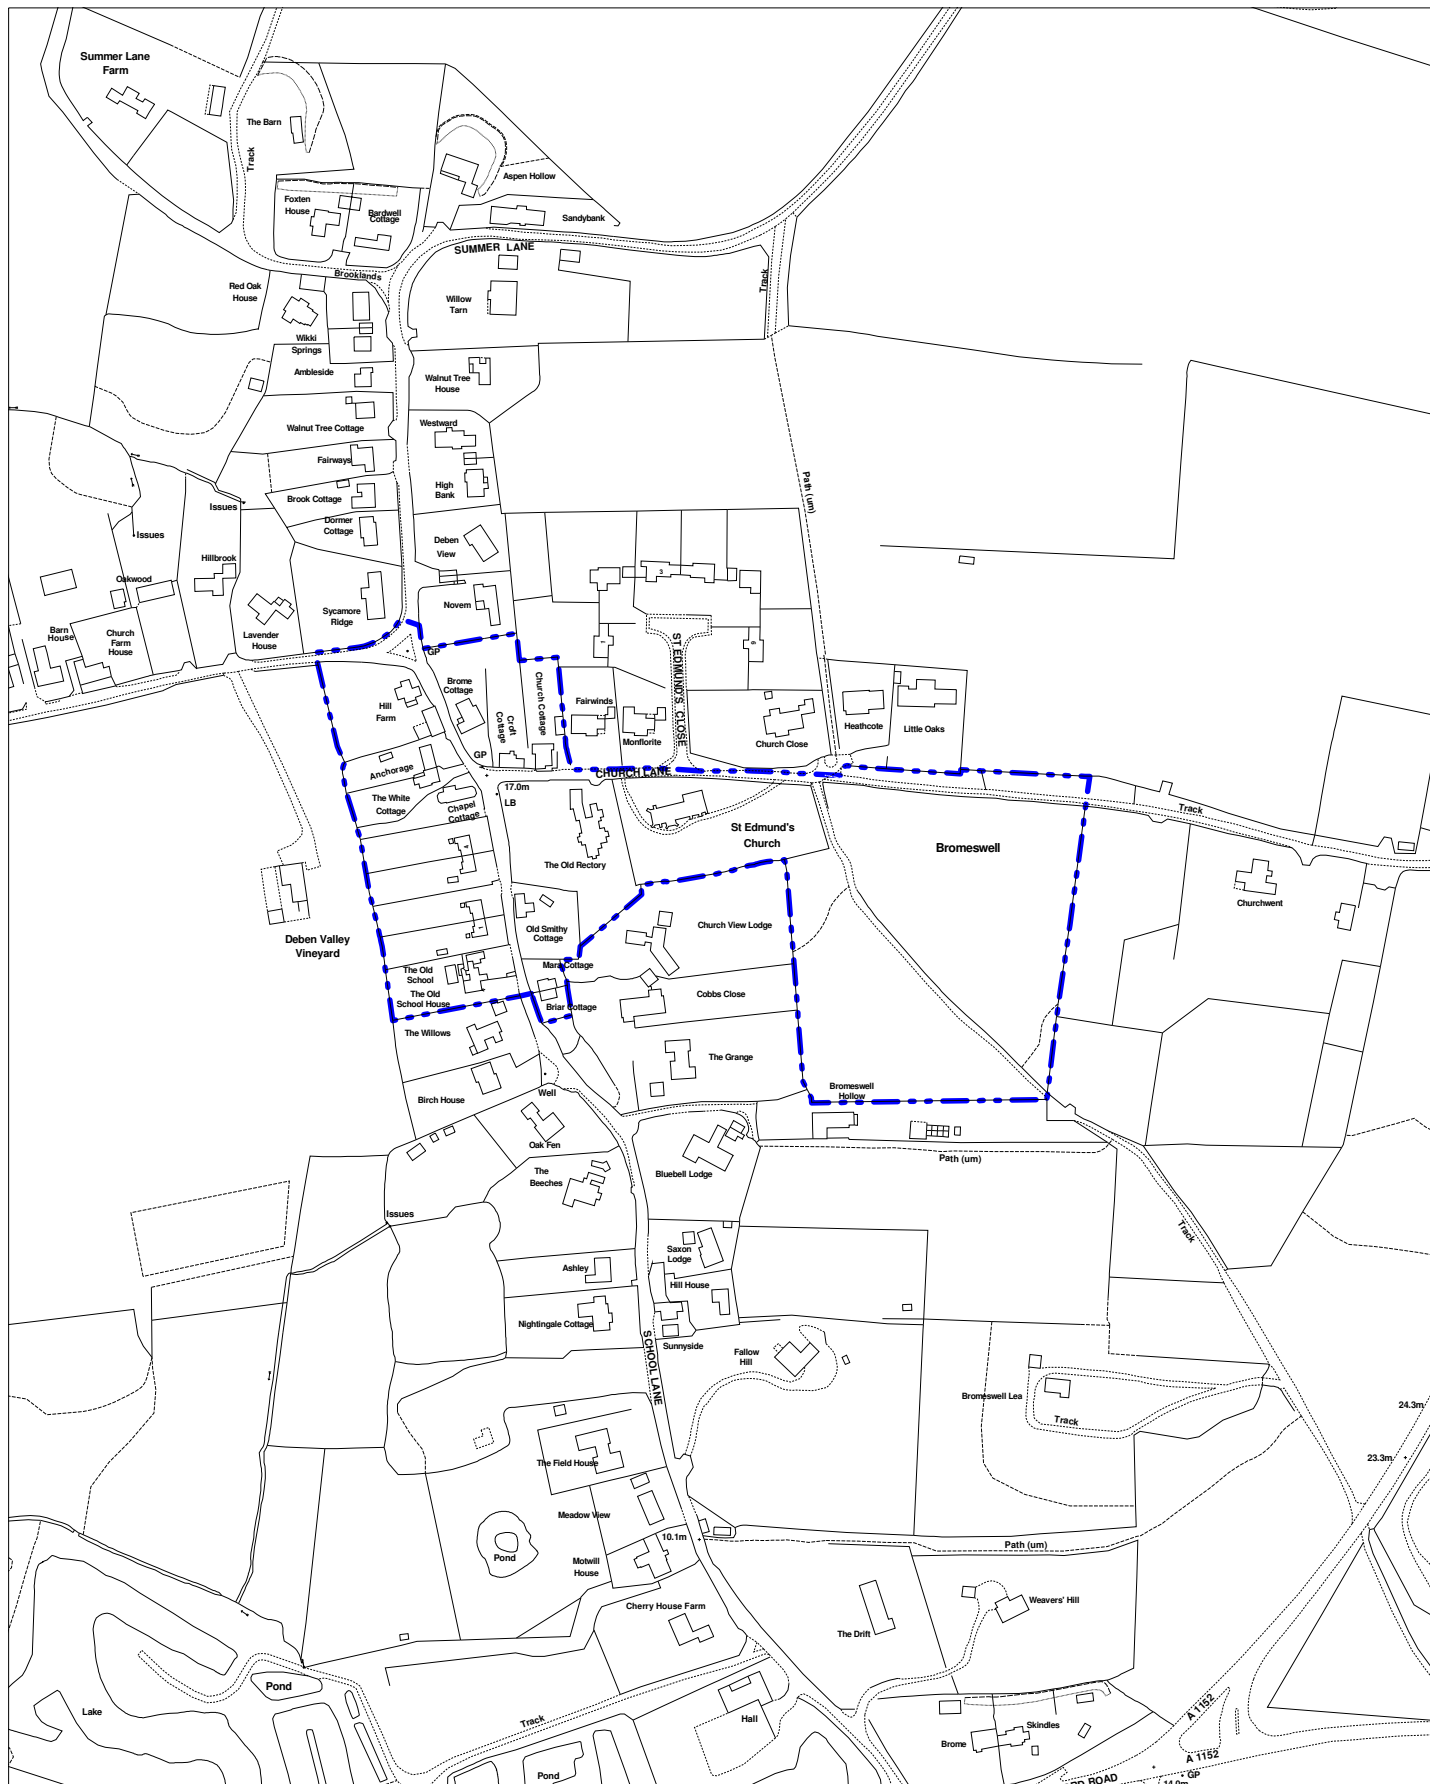 Summer Lane
Farm
The Barn
Track
Aspen Hollow
Foxten
House
Bardwell
Cottage
Sandybank
SUMMER LANE
Brooklands
Track
Red Oak
House
Willow
Tarn
Wikki
Springs
Ambleside
Walnut Tree
House
Walnut Tree Cottage
Westward
Fairways
High
Bank
Path (um)
Brook Cottage
Issues
Dormer
Cottage
Issues
Deben
View
Hillbrook
3
Oakwood
Novem
Sycamore
Ridge
Lavender
House
Barn
House
Church
Farm
House
1
9
ST EDMUND'S CLOSE
GP
Brome
Cottage
Church Cottage
Croft
Cottage
Hill
Farm
Fairwinds
Monflorite
Church Close
Heathcote
Little Oaks
GP
Anchorage
CHURCH LANE
17.0m
LB
The White
Cottage
Chapel
Cottage
Track
St Edmund's
Church
Bromeswell
4
The Old Rectory
Churchwent
1
Old Smithy
Cottage
Church View Lodge
Deben Valley
Vineyard
Mara Cottage
The Old
School
The Old
School House
Cobbs Close
Briar Cottage
The Willows
The Grange
Birch House
Well
Bromeswell
Hollow
Oak Fen
Path (um)
The
Beeches
Bluebell Lodge
Issues
Track
Saxon
Lodge
Ashley
Hill House
Nightingale Cottage
Sunnyside
SCHOOL LANE
Fallow
Hill
Bromeswell Lea
Track
24.3m
23.3m
The Field House
Meadow View
10.1m
Path (um)
Pond
Motwill
House
Cherry House Farm
Weavers' Hill
The Drift
Pond
Lake
Track
Hall
A 1152
Skindles
Brome
A 1152
Pond
GP
RD ROAD
14.0m